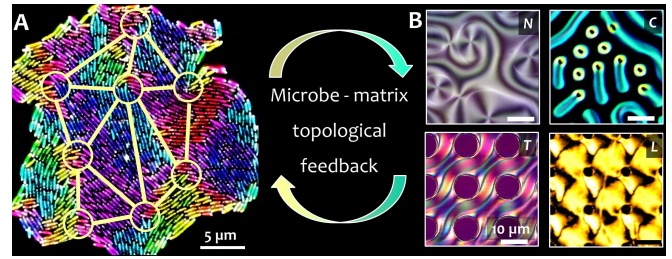 A
5 µm
Microbe - matrix
topological
feedback
B
N
C
T
10 µm
L